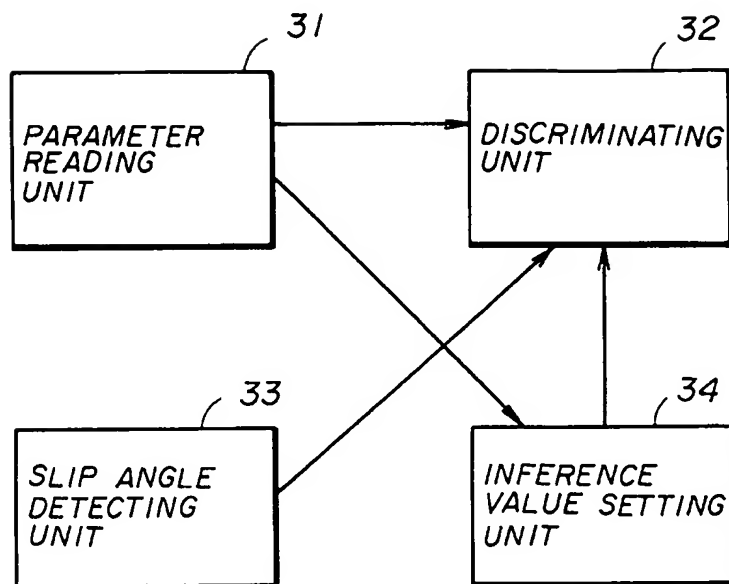 31
PARAMETER
READING
UNIT
32
DISCRIMINATING
UNIT
33
SLIP ANGLE
DETECTING
UNIT
34
INFERENCE
VALUE SETTING
UNIT